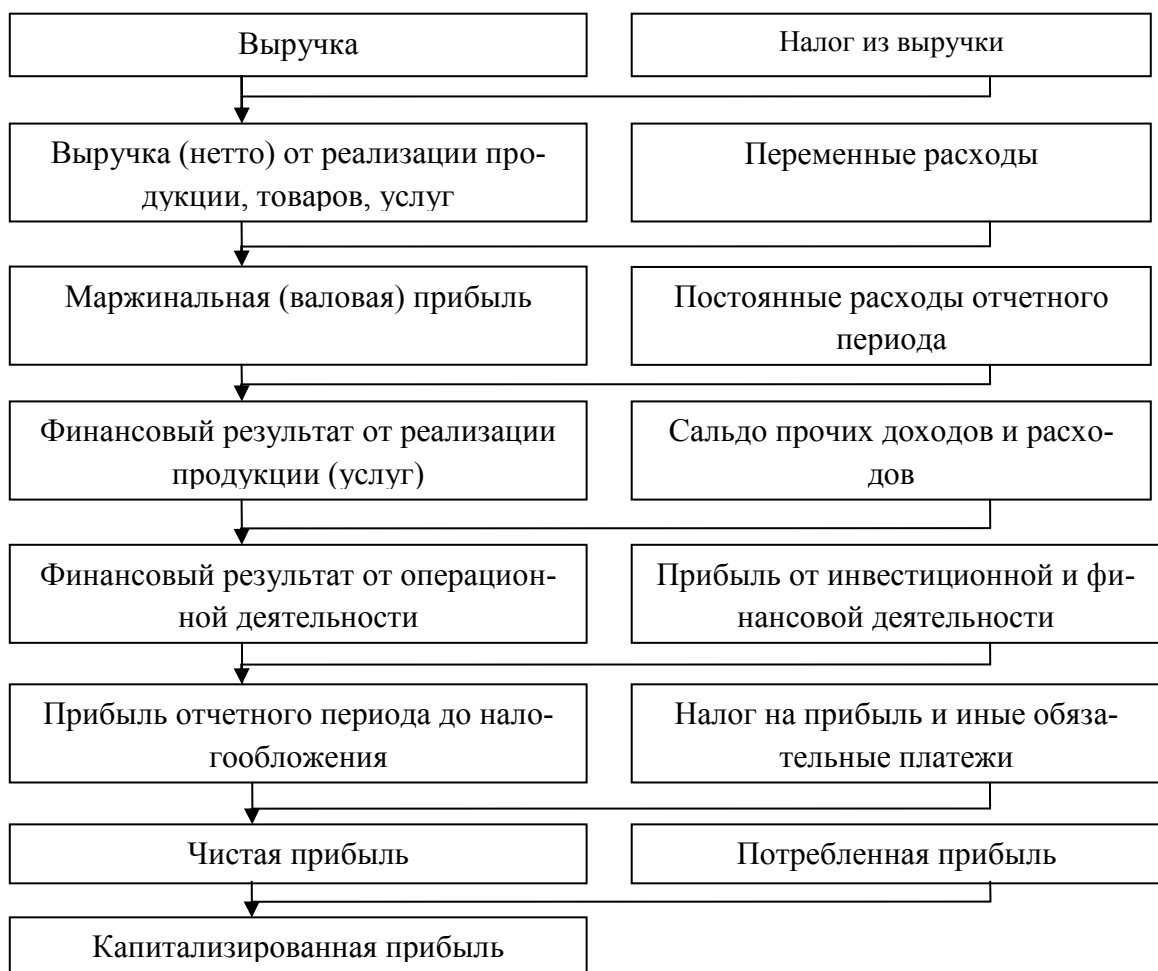 Выручка
Налог из выручки
Выручка (нетто) от реализации про-
дукции, товаров, услуг
Переменные расходы
Маржинальная (валовая) прибыль
Постоянные расходы отчетного
периода
Финансовый результат от реализации
продукции (услуг)
Сальдо прочих доходов и расхо-
дов
Финансовый результат от операцион-
ной деятельности
Прибыль от инвестиционной и фи-
нансовой деятельности
Прибыль отчетного периода до нало-
гообложения
Налог на прибыль и иные обяза-
тельные платежи
Чистая прибыль
Потребленная прибыль
Капитализированная прибыль